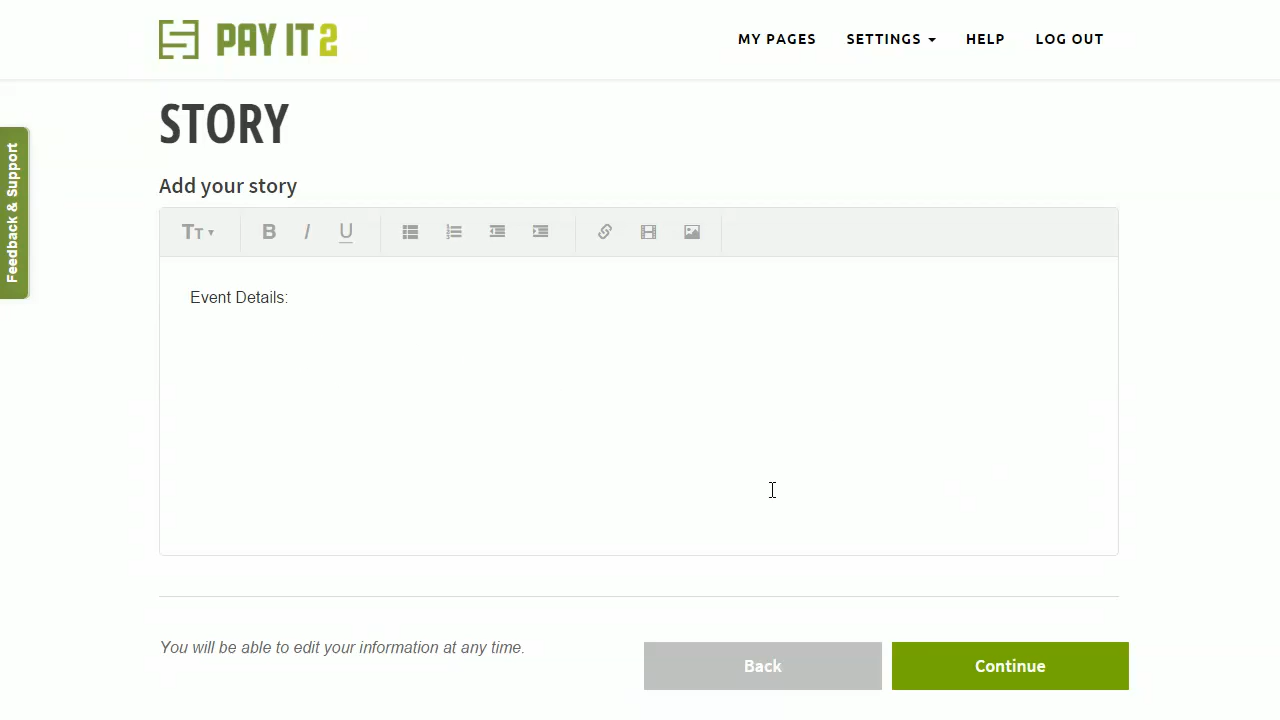 PAY IT 2
MY PAGES SETTINGS HELP LOG OUT
Feedback & Support
STORY
Add your story
TT B I U
Event Details:
You will be able to edit your information at any time.
Back Continue